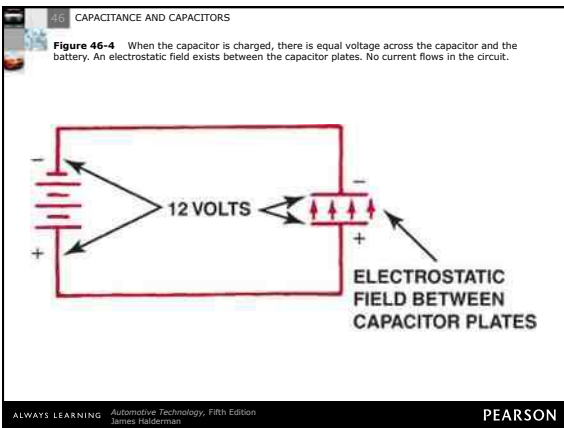 46 CAPACITANCE AND CAPACITORS
Figure 46-4 When the capacitor is charged, there is equal voltage across the capacitor and the
battery. An electrostatic field exists between the capacitor plates. No current flows in the circuit.
−
−
12 VOLTS
+
+
ELECTROSTATIC
FIELD BETWEEN
CAPACITOR PLATES
ALWAYS LEARNING
Automotive Technology, Fifth Edition
James Halderman
PEARSON